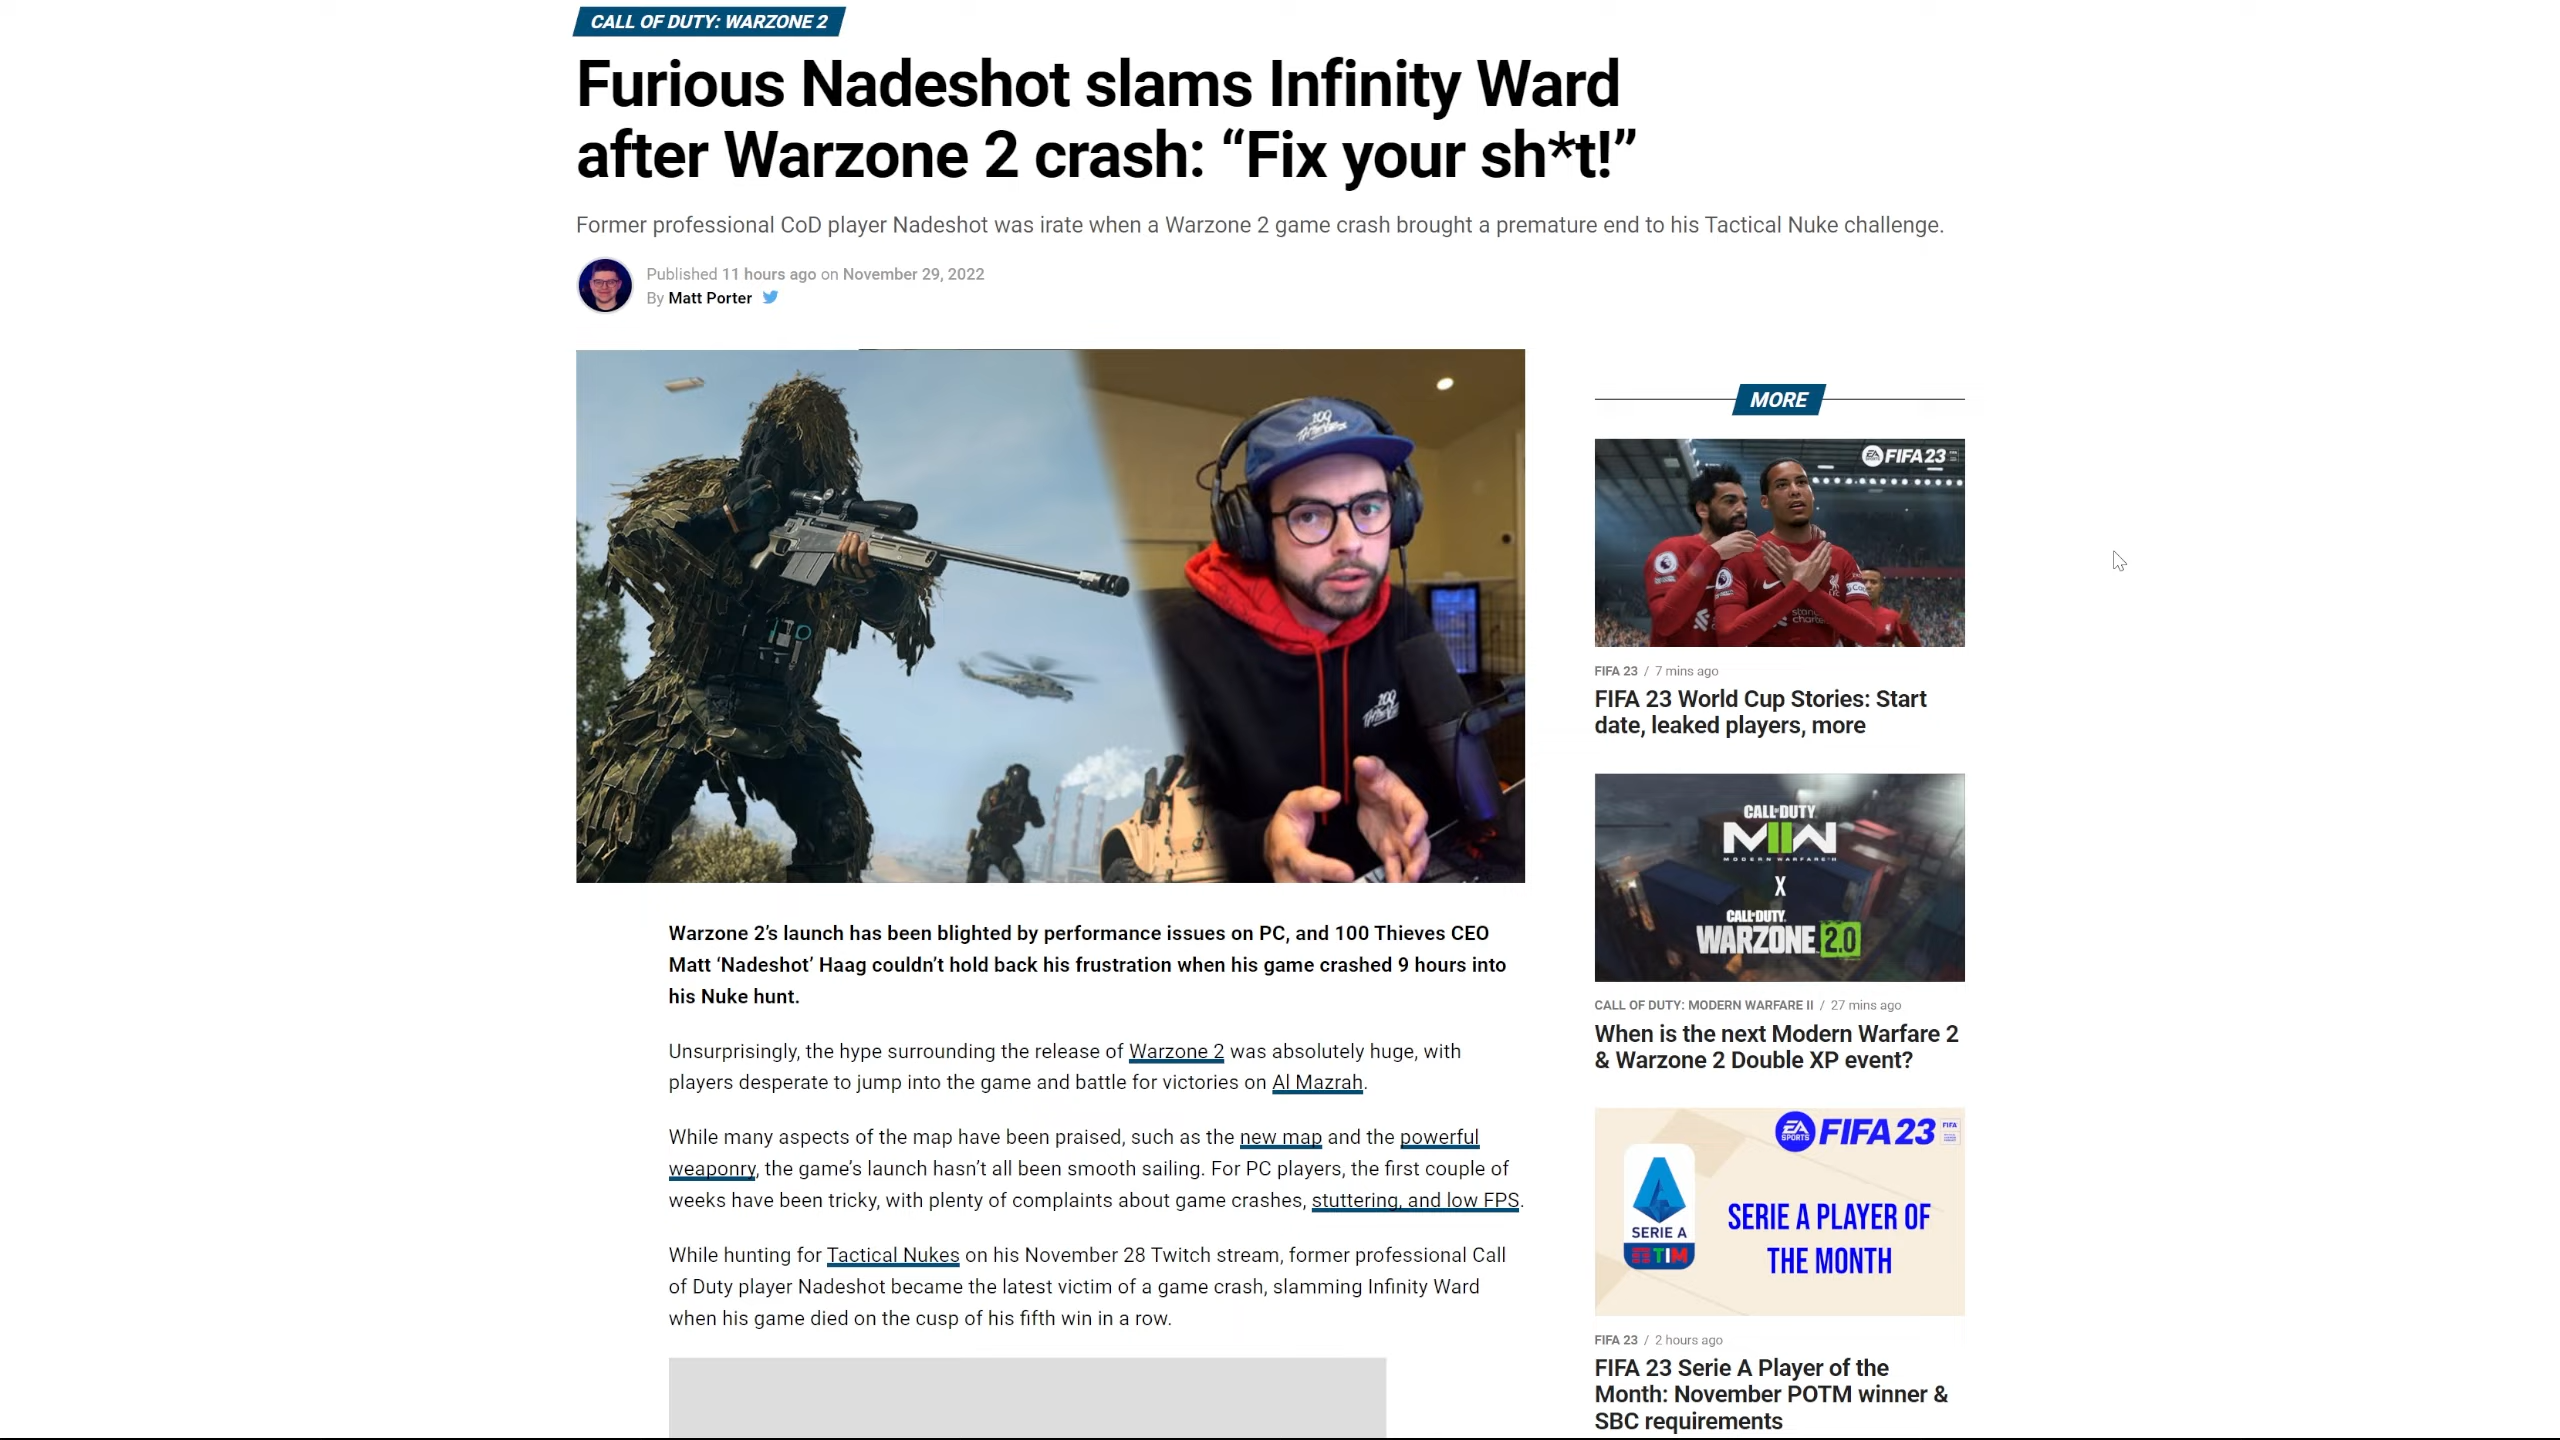 CALL OF DUTY: WARZONE 2
Furious Nadeshot slams Infinity Ward
after Warzone 2 crash: “Fix your sh*t!”
Former professional CoD player Nadeshot was irate when a Warzone 2 game crash brought a premature end to his Tactical Nuke challenge.
Published 11 hours ago on November 29, 2022
By Matt Porter
100
THIEVES
100
THIEVES
Warzone 2’s launch has been blighted by performance issues on PC, and 100 Thieves CEO
Matt ‘Nadeshot’ Haag couldn’t hold back his frustration when his game crashed 9 hours into
his Nuke hunt.
Unsurprisingly, the hype surrounding the release of Warzone 2 was absolutely huge, with
players desperate to jump into the game and battle for victories on Al Mazrah.
While many aspects of the map have been praised, such as the new map and the powerful
weaponry, the game’s launch hasn’t all been smooth sailing. For PC players, the first couple of
weeks have been tricky, with plenty of complaints about game crashes, stuttering, and low FPS.
While hunting for Tactical Nukes on his November 28 Twitch stream, former professional Call
of Duty player Nadeshot became the latest victim of a game crash, slamming Infinity Ward
when his game died on the cusp of his fifth win in a row.
MORE
FIFA 23
FIFA 23 / 7 mins ago
FIFA 23 World Cup Stories: Start
date, leaked players, more
CALL OF DUTY
MWII
MODERN WARFARE II
X
CALL OF DUTY
WARZONE 2.0
CALL OF DUTY: MODERN WARFARE II / 27 mins ago
When is the next Modern Warfare 2
& Warzone 2 Double XP event?
EA SPORTS FIFA 23
SERIE A
TIM
SERIE A PLAYER OF
THE MONTH
FIFA 23 / 2 hours ago
FIFA 23 Serie A Player of the
Month: November POTM winner &
SBC requirements